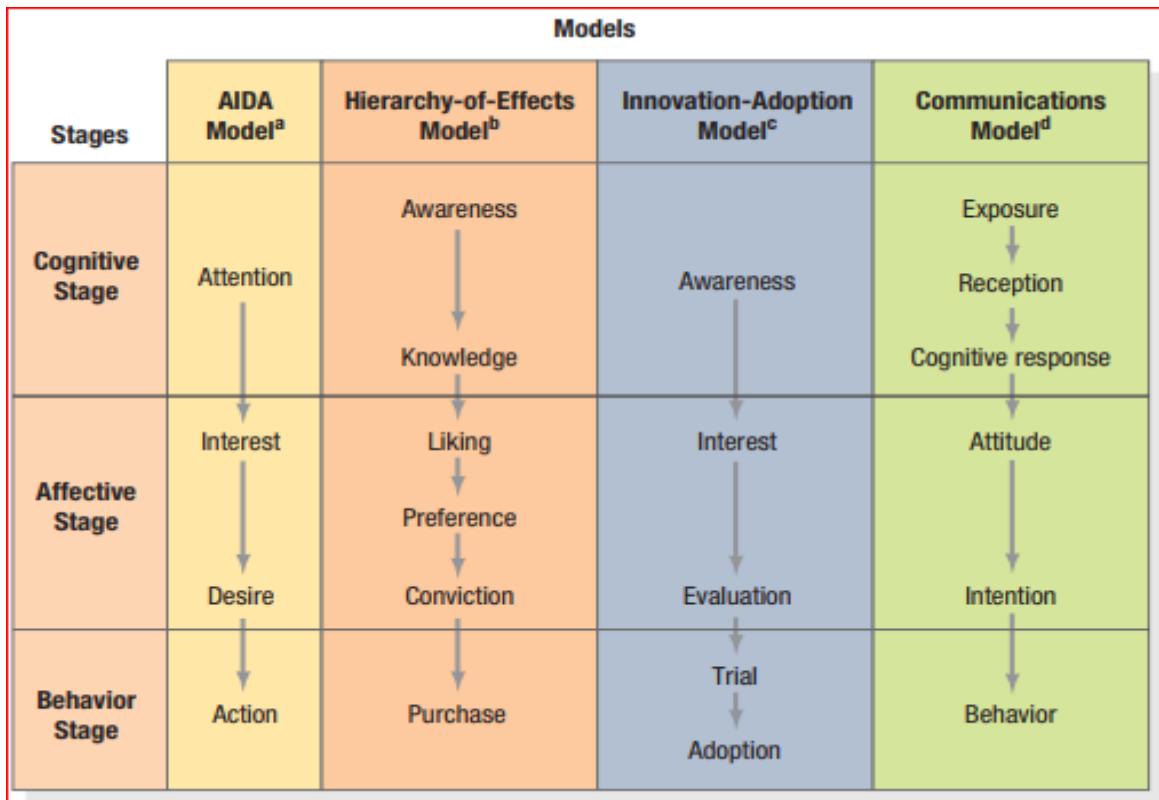 Models
Stages
AIDA
Modelᵃ
Hierarchy-of-Effects
Modelᵇ
Innovation-Adoption
Modelᶜ
Communications
Modelᵈ
Cognitive
Stage
Attention
Awareness
Knowledge
Awareness
Exposure
Reception
Cognitive response
Affective
Stage
Interest
Desire
Liking
Preference
Conviction
Interest
Evaluation
Attitude
Intention
Behavior
Stage
Action
Purchase
Trial
Adoption
Behavior